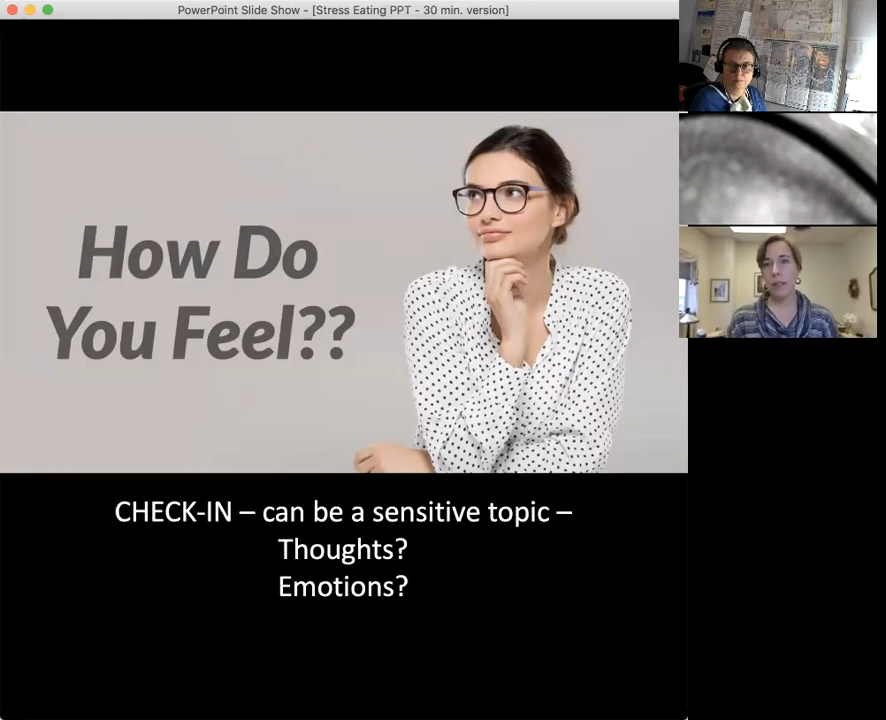 PowerPoint Slide Show - [Stress Eating PPT - 30 min. version]
How Do
You Feel??
CHECK-IN – can be a sensitive topic –
Thoughts?
Emotions?